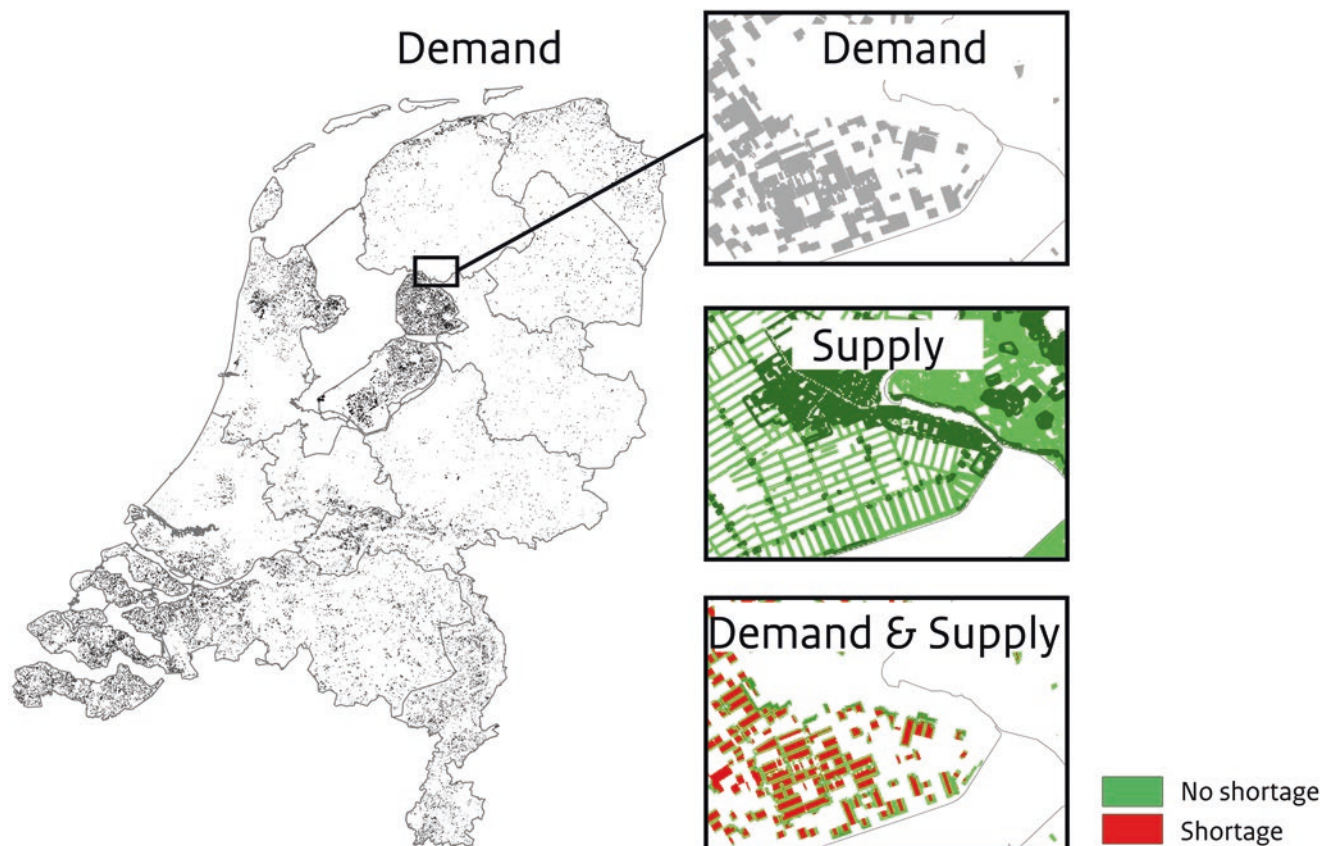 Demand
Demand
Supply
Demand & Supply
No shortage
Shortage